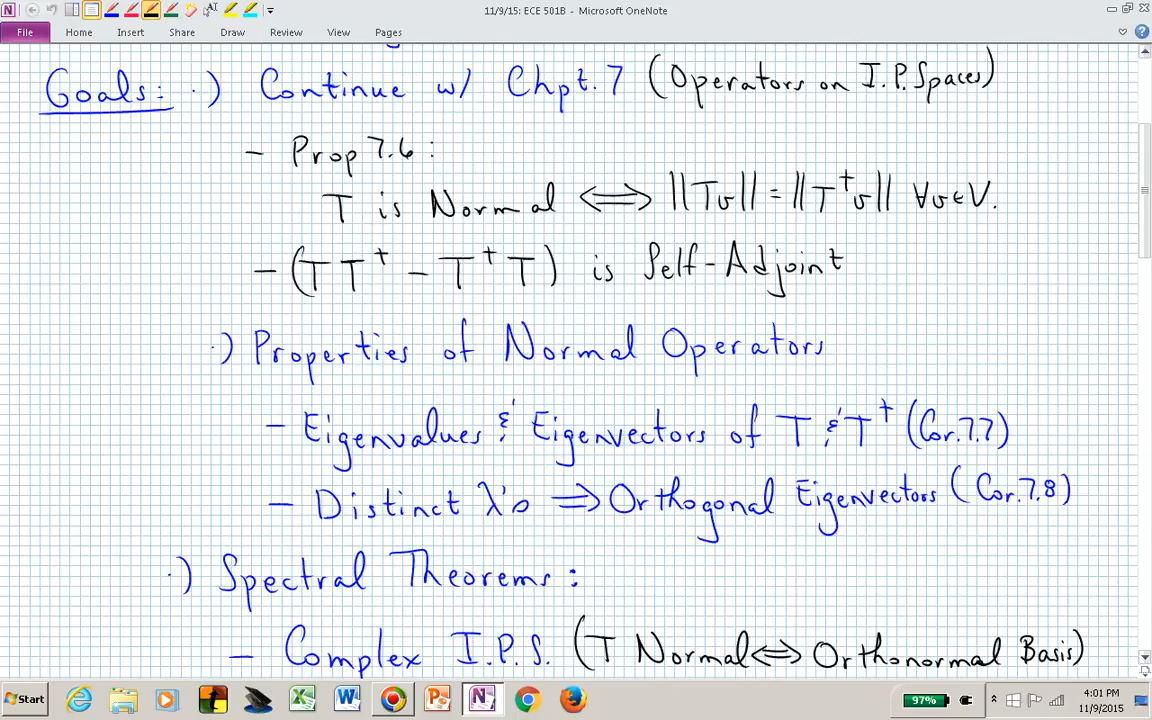 11/9/15: ECE 501B - Microsoft OneNote
File Home Insert Share Draw Review View Pages
Goals: ·) Continue w/ Chpt. 7 (Operators on I.P. Spaces)
- Prop 7.6:
T is Normal ⟺ ||Tv|| = ||T†v|| ∀v∈V.
- (TT† - T†T) is Self-Adjoint
·) Properties of Normal Operators
- Eigenvalues & Eigenvectors of T & T† (Cor. 7.7)
- Distinct λ's ⟹ Orthogonal Eigenvectors (Cor. 7.8)
·) Spectral Theorems:
- Complex I.P.S. (T Normal ⟺ Orthonormal Basis)
Start 97% 4:01 PM
11/9/2015